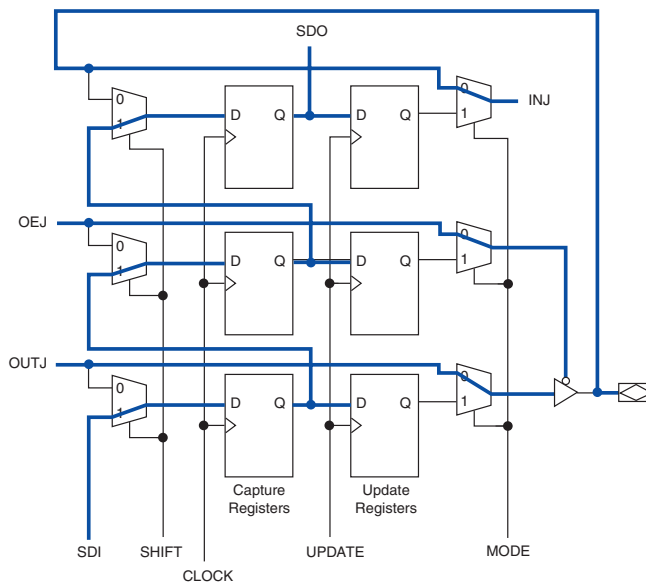 SDO
0
1
D
Q
D
Q
0
1
INJ
OEJ
0
1
D
Q
D
Q
0
1
OUTJ
0
1
D
Q
D
Q
0
1
Capture
Registers
Update
Registers
SDI
SHIFT
CLOCK
UPDATE
MODE